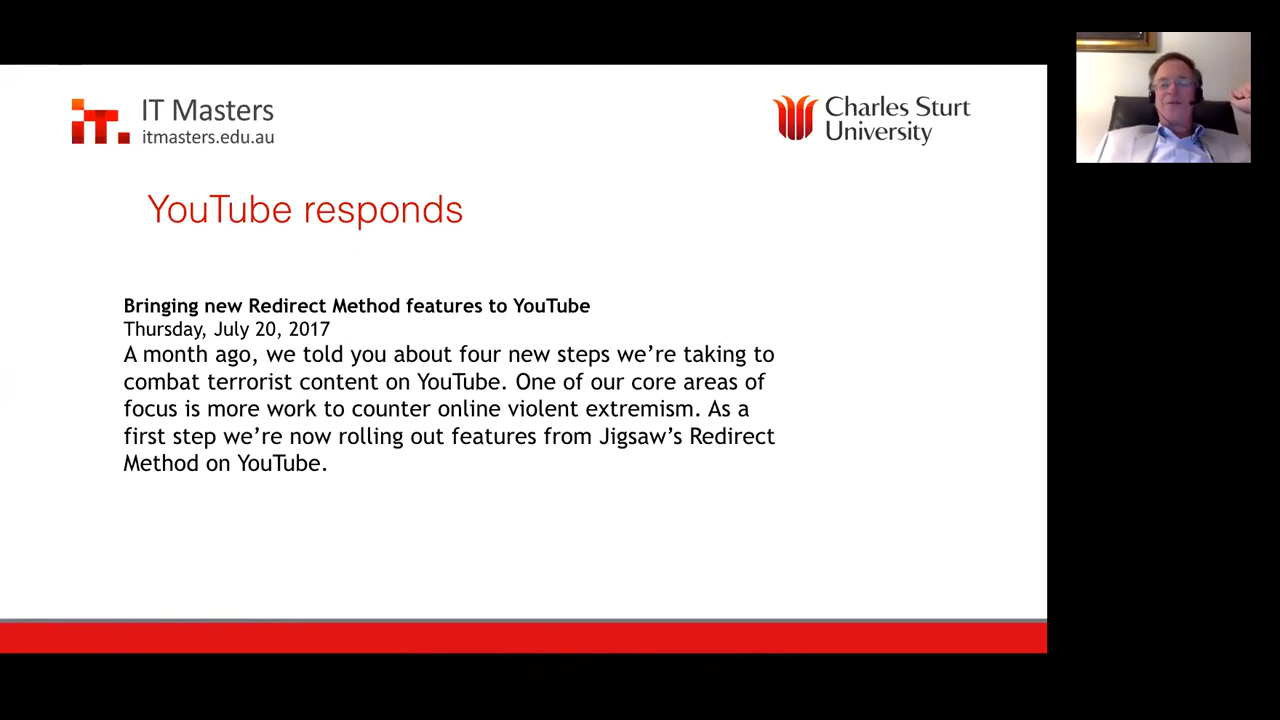 IT Masters
itmasters.edu.au
Charles Sturt
University
YouTube responds
Bringing new Redirect Method features to YouTube
Thursday, July 20, 2017
A month ago, we told you about four new steps we’re taking to
combat terrorist content on YouTube. One of our core areas of
focus is more work to counter online violent extremism. As a
first step we’re now rolling out features from Jigsaw’s Redirect
Method on YouTube.